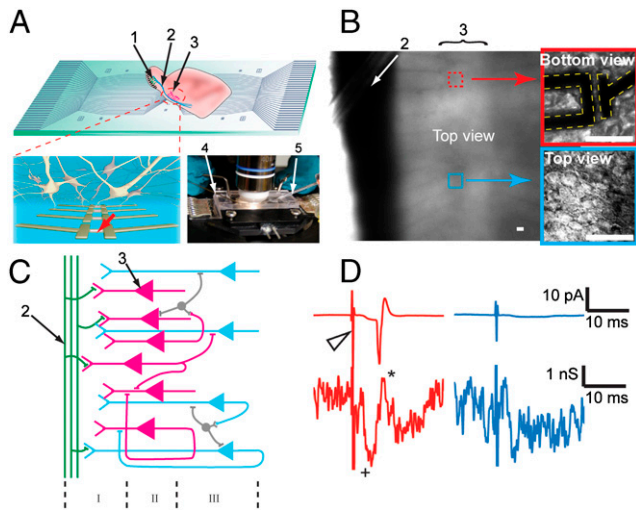 A
1 2 3
4 5
B
2 3
Top view
Bottom view
Top view
C
3
2
I II III
D
10 pA
10 ms
1 nS
10 ms
*
+